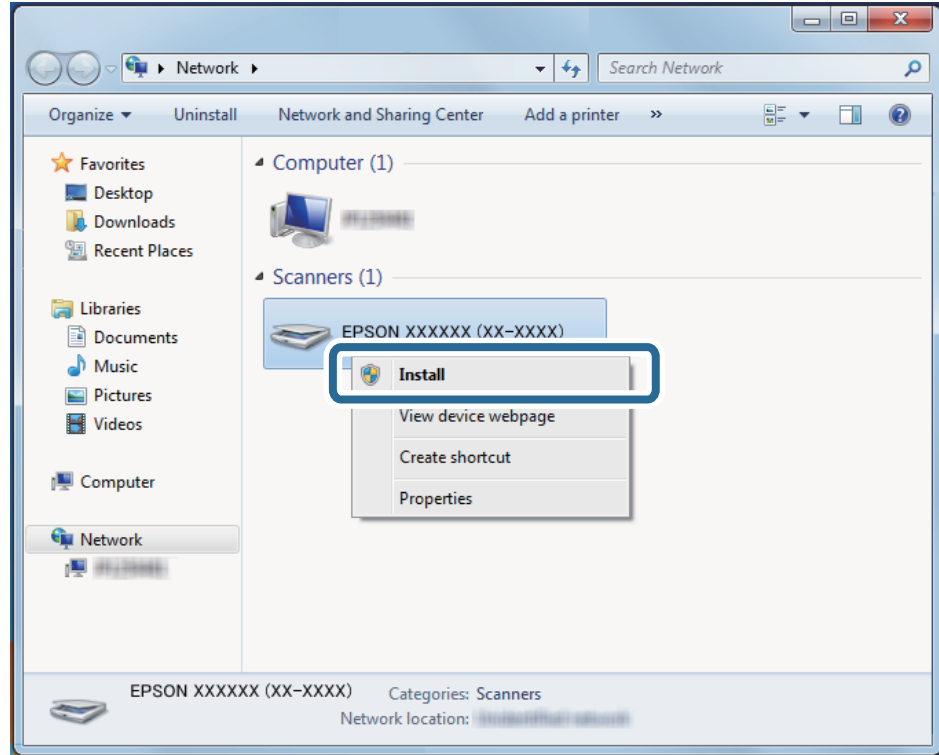 Network
Search Network
Organize Uninstall Network and Sharing Center Add a printer »
Favorites
Desktop
Downloads
Recent Places
Libraries
Documents
Music
Pictures
Videos
Computer
Network
Computer (1)
Scanners (1)
EPSON XXXXXX (XX-XXXX)
Install
View device webpage
Create shortcut
Properties
EPSON XXXXXX (XX-XXXX) Categories: Scanners
Network location: